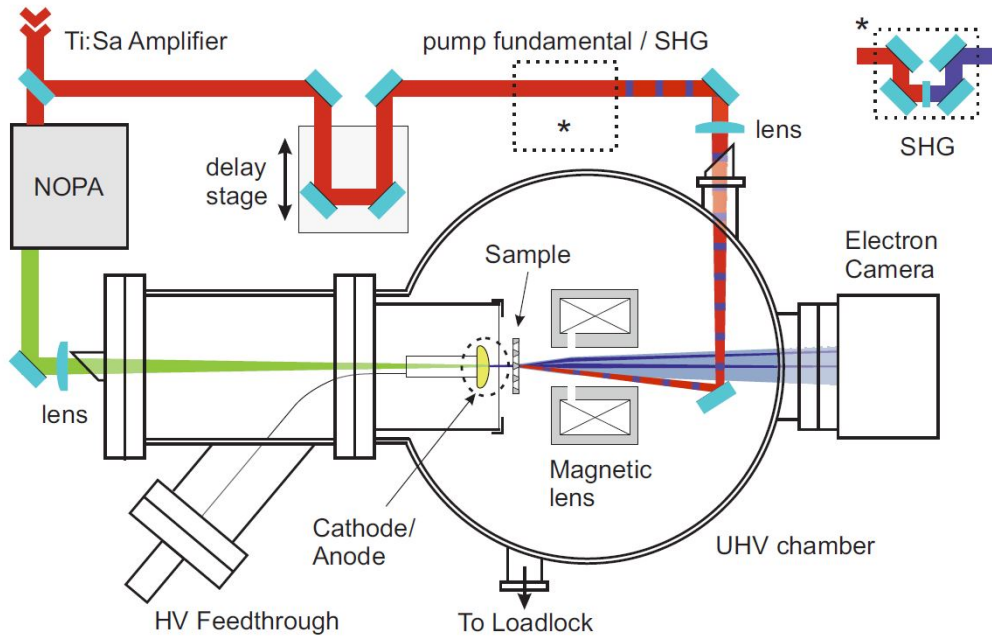 Ti:Sa Amplifier
pump fundamental / SHG
*
*
SHG
lens
delay
stage
NOPA
Sample
Electron
Camera
lens
Magnetic
lens
Cathode/
Anode
UHV chamber
HV Feedthrough
To Loadlock